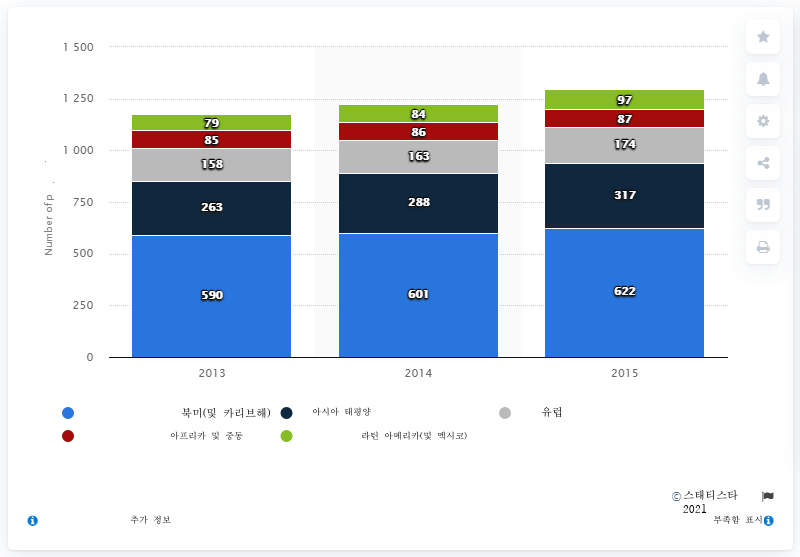 1 500
1 250
1 000
750
500
250
0
Number of p
79
85
158
263
590
84
86
163
288
601
97
87
174
317
622
2013
2014
2015
북미(및 카리브해)
아시아 태평양
유럽
아프리카 및 중동
라틴 아메리카(및 멕시코)
© 스태티스타
2021
추가 정보
부족함 표시